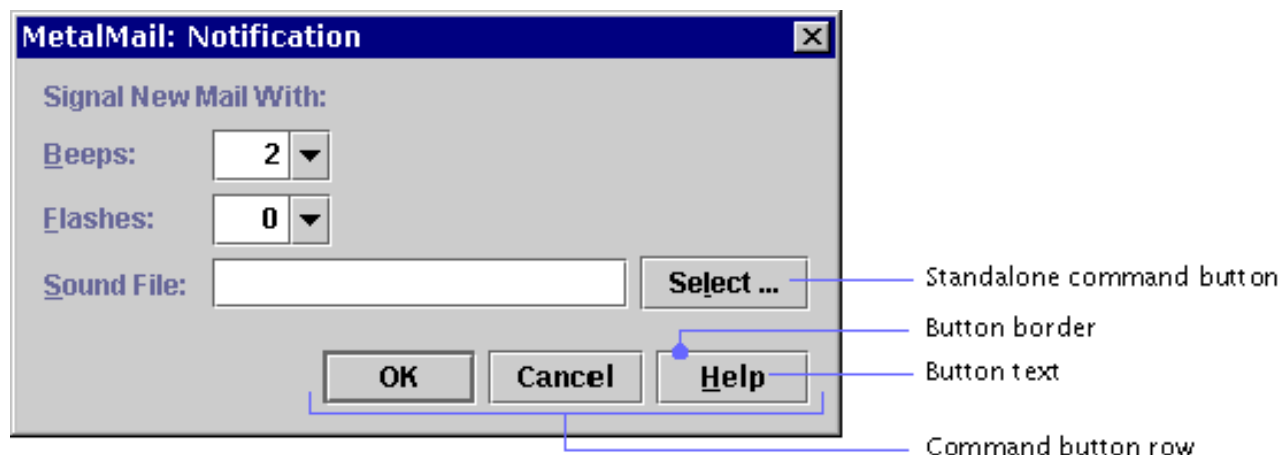 MetalMail: Notification
Signal New Mail With:
Beeps: 2
Flashes: 0
Sound File: Select ... Standalone command button
Button border
OK Cancel Help Button text
Command button row